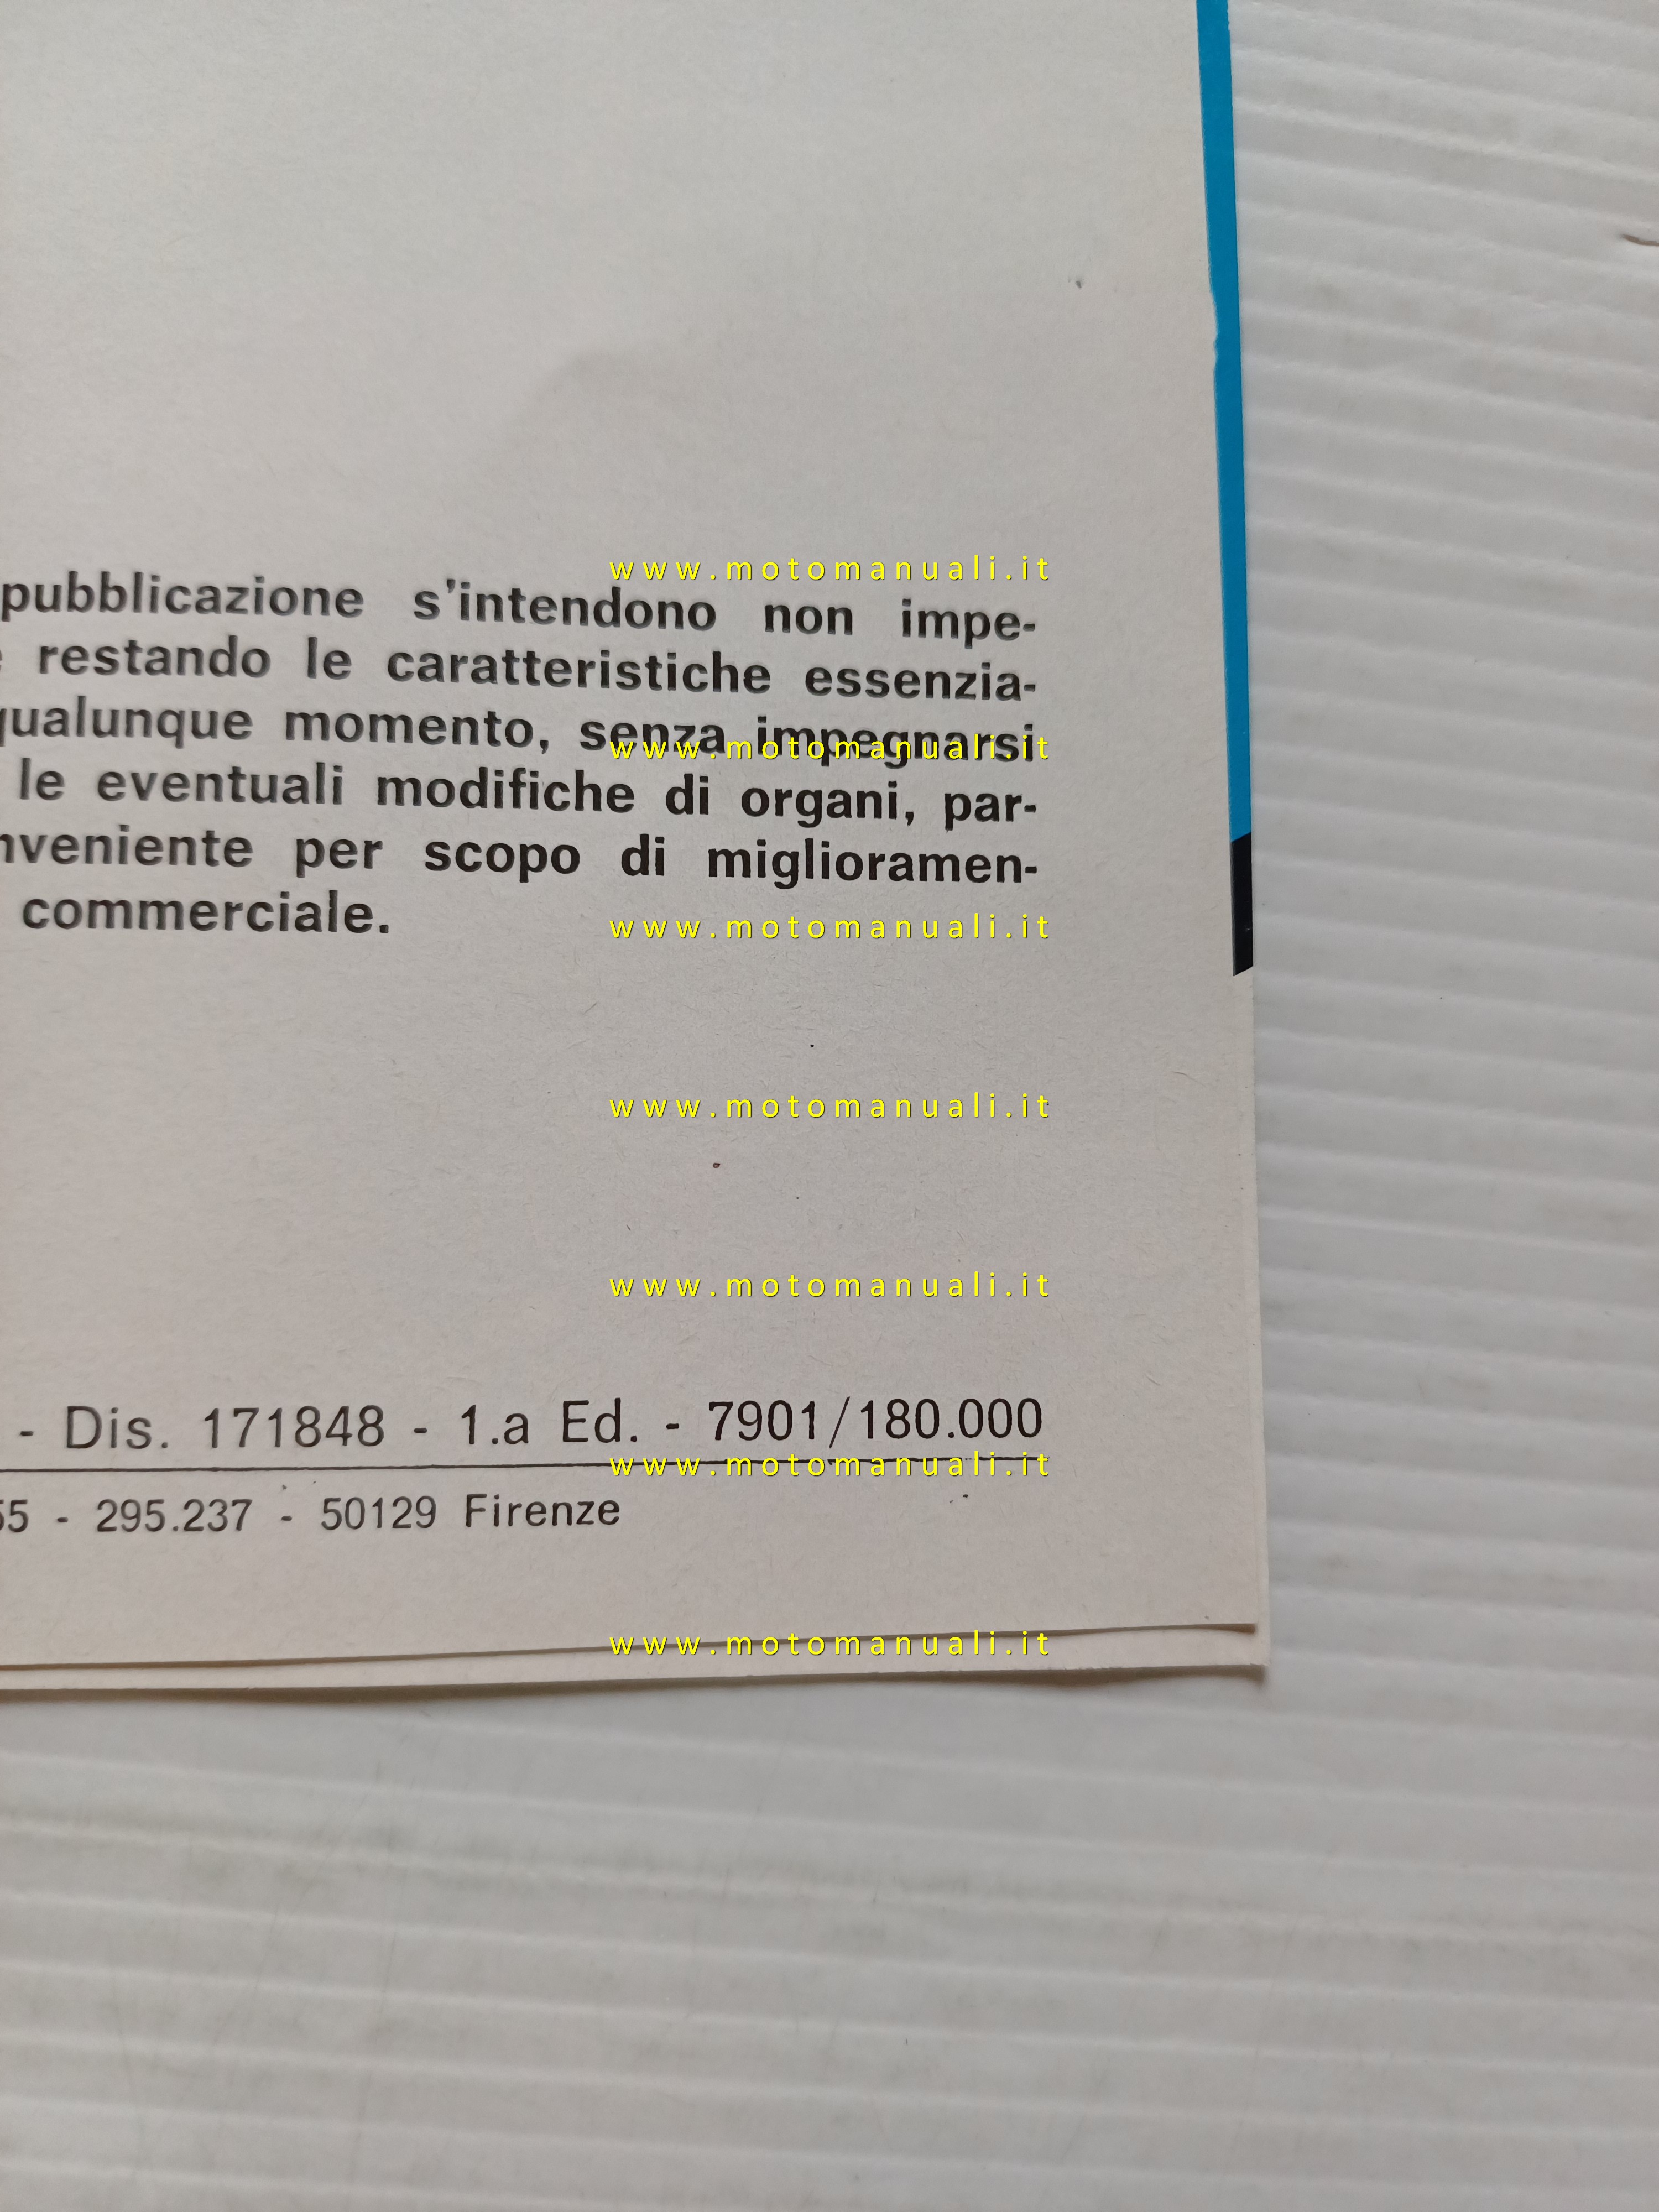 www.motomanuali.it
pubblicazione s'intendono non impe-
restando le caratteristiche essenzia-
qualunque momento, senza impegnarsi
www.motomanuali.it
le eventuali modifiche di organi, par-
nveniente per scopo di miglioramen-
commerciale.
www.motomanuali.it
www.motomanuali.it
www.motomanuali.it
- Dis. 171848 - 1.a Ed. - 7901/180.000
www.motomanuali.it
55 - 295.237 - 50129 Firenze
www.motomanuali.it